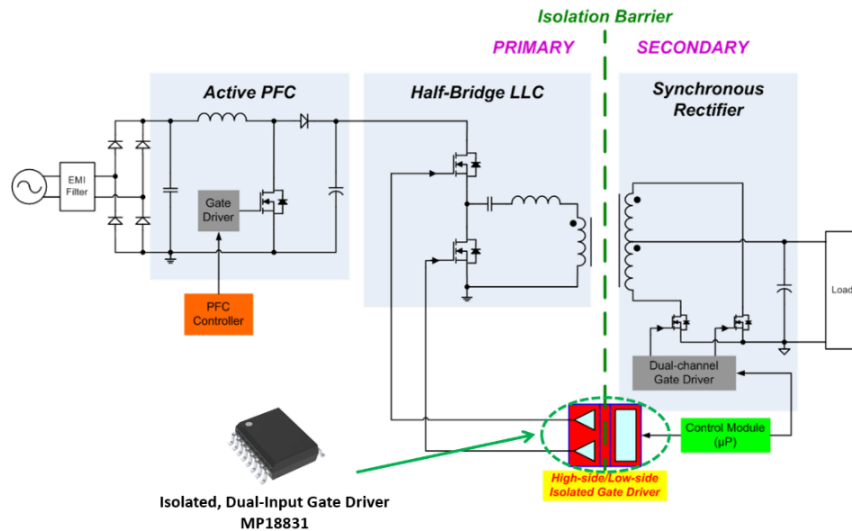 Isolation Barrier
PRIMARY
SECONDARY
Active PFC
Half-Bridge LLC
Synchronous
Rectifier
EMI
Filter
Gate
Driver
PFC
Controller
Load
Dual-channel
Gate Driver
Control Module
(µP)
High-side/Low-side
Isolated Gate Driver
Isolated, Dual-Input Gate Driver
MP18831